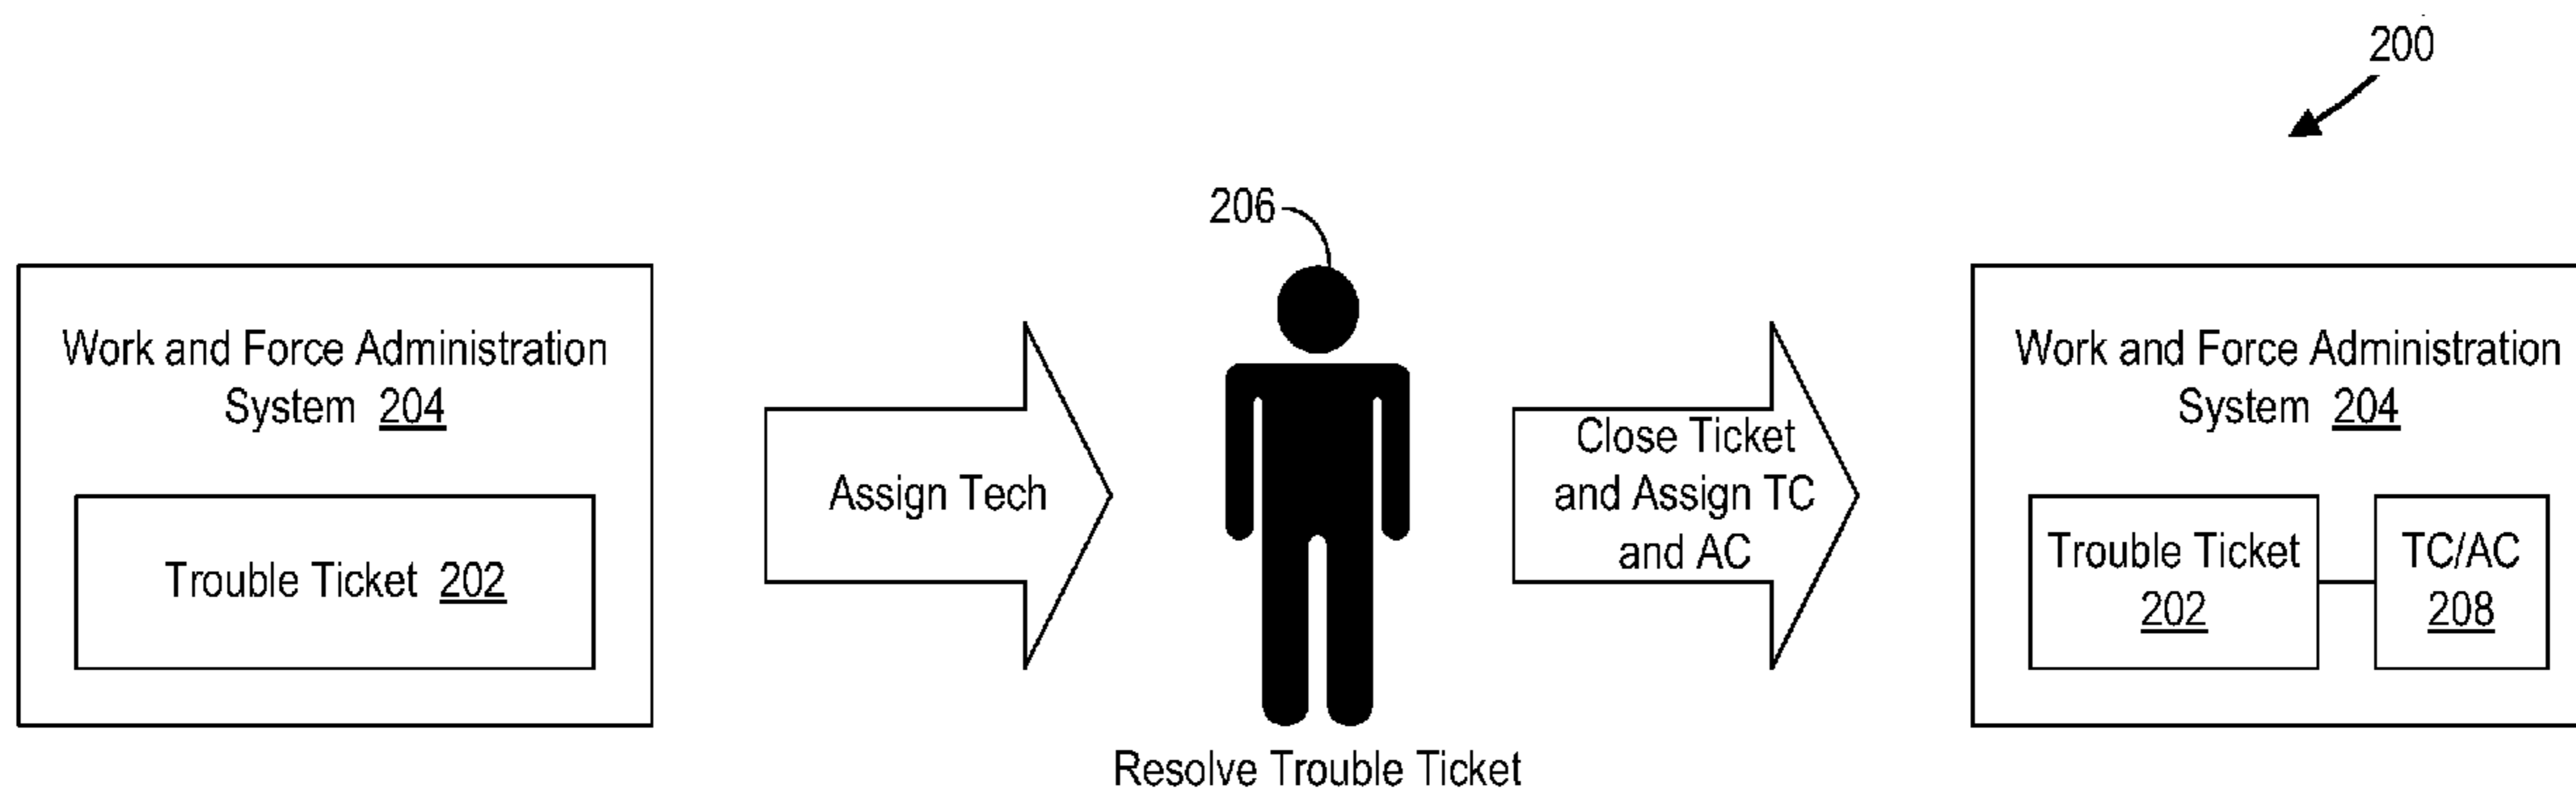 200
206
Work and Force Administration
System 204
Trouble Ticket 202
Assign Tech
Resolve Trouble Ticket
Close Ticket
and Assign TC
and AC
Work and Force Administration
System 204
Trouble Ticket
202
TC/AC
208